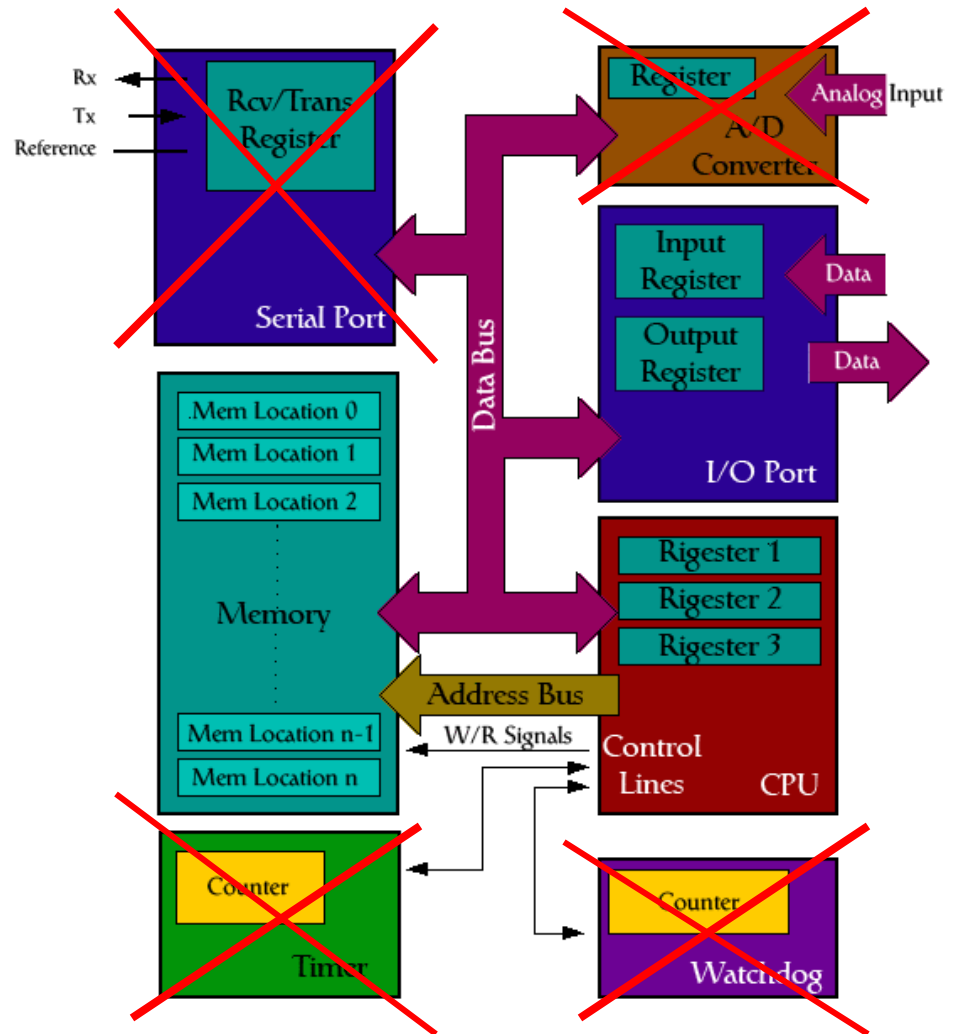 Rx
Tx
Reference
Rcv/Trans
Register
Serial Port
Register
A/D
Converter
Analog Input
Input
Register
Output
Register
Data
Data
I/O Port
Data Bus
.Mem Location 0
Mem Location 1
Mem Location 2
Memory
Mem Location n-1
Mem Location n
Rigester 1
Rigester 2
Rigester 3
Address Bus
W/R Signals
Control
Lines
CPU
Counter
Timer
Counter
Watchdog